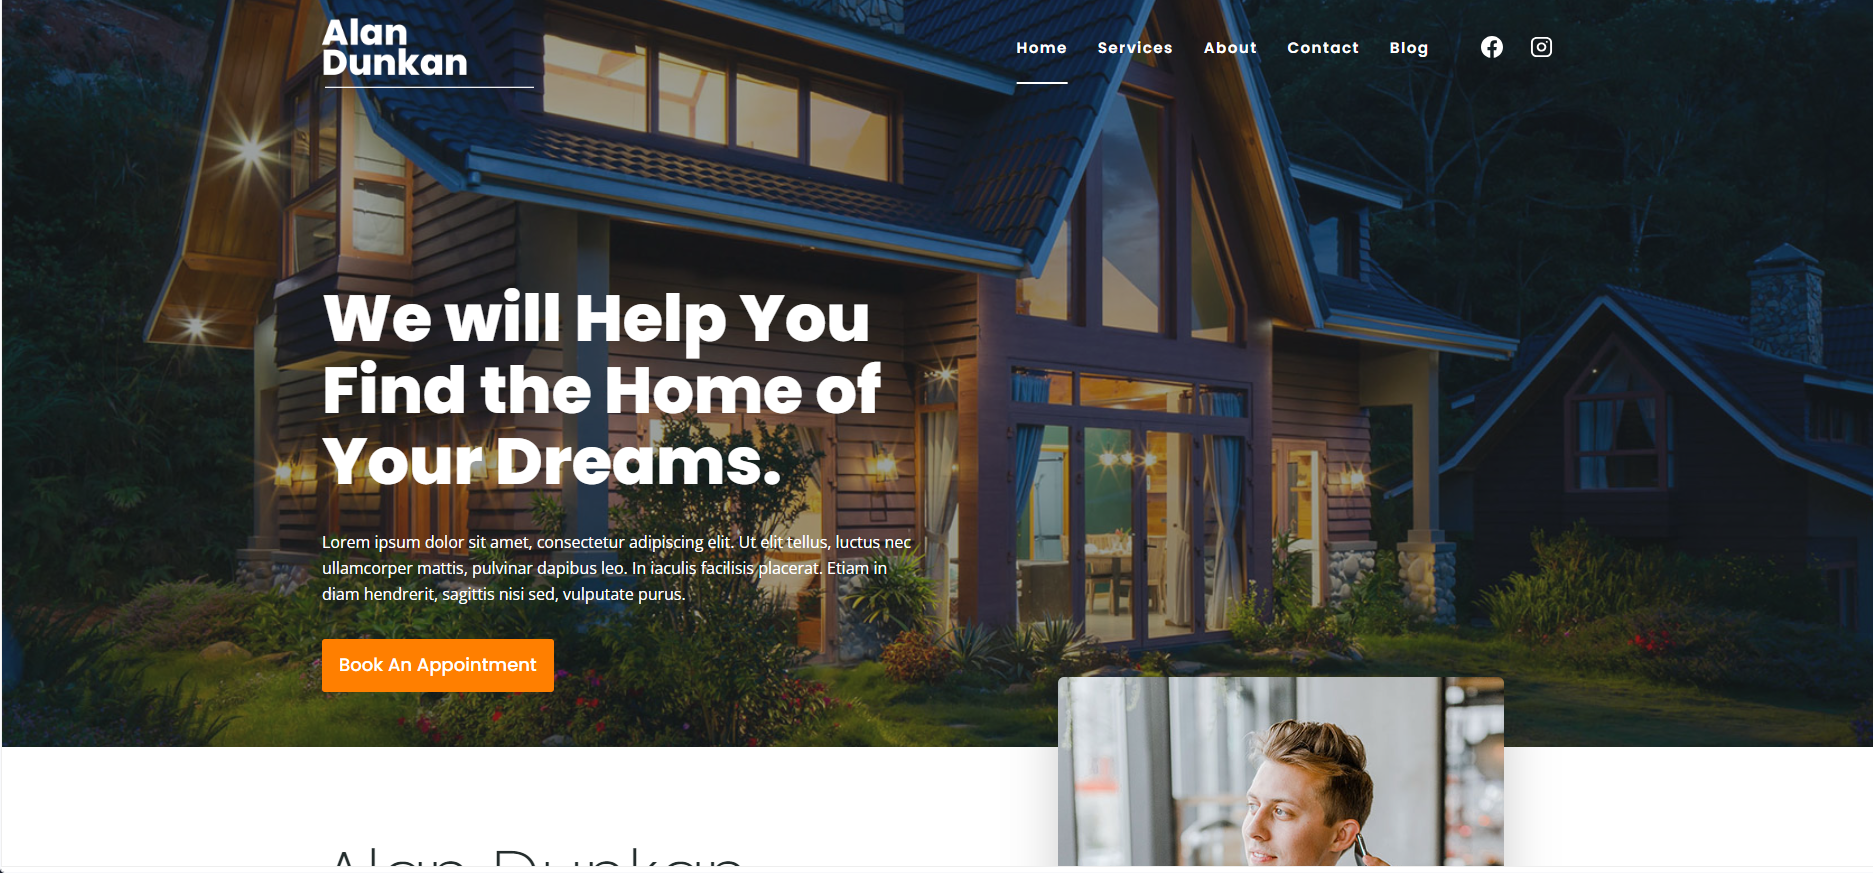 Alan
Dunkan
Home Services About Contact Blog
We will Help You
Find the Home of
Your Dreams.
Lorem ipsum dolor sit amet, consectetur adipiscing elit. Ut elit tellus, luctus nec
ullamcorper mattis, pulvinar dapibus leo. In iaculis facilisis placerat. Etiam in
diam hendrerit, sagittis nisi sed, vulputate purus.
Book An Appointment
Alan Dunkan